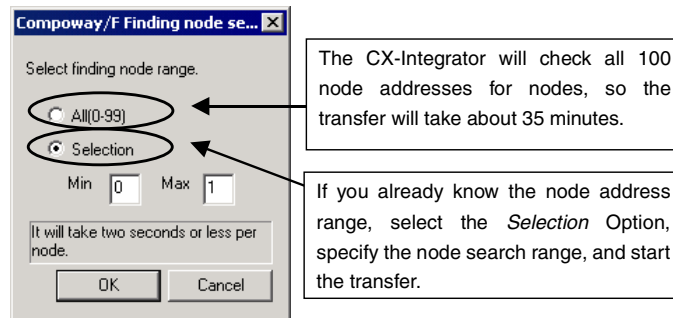 Compoway/F Finding node se...
Select finding node range.
All(0-99)
Selection
Min 0 Max 1
It will take two seconds or less per
node.
OK Cancel
The CX-Integrator will check all 100
node addresses for nodes, so the
transfer will take about 35 minutes.
If you already know the node address
range, select the Selection Option,
specify the node search range, and start
the transfer.